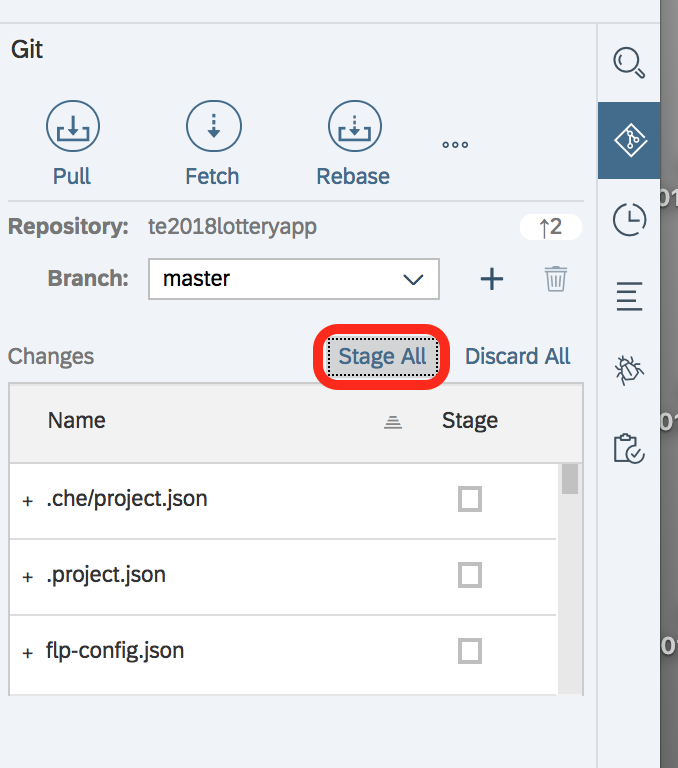 Git
Pull Fetch Rebase
Repository: te2018lotteryapp ↑2
Branch: master
Changes Stage All Discard All
Name Stage
+ .che/project.json
+ .project.json
+ flp-config.json